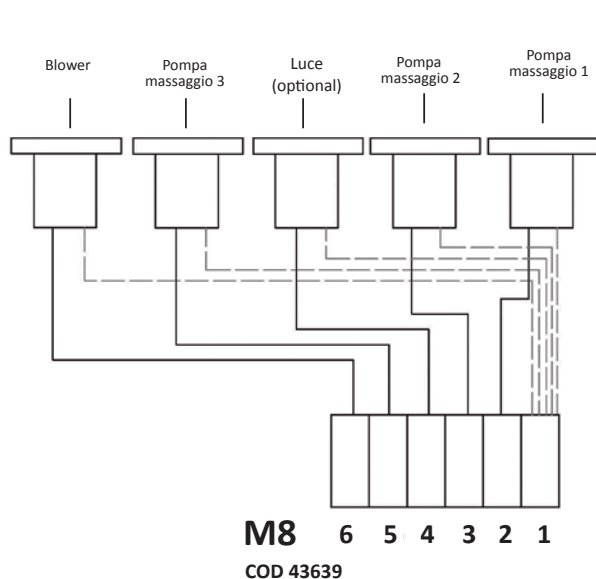 Blower
Pompa
massaggio 3
Luce
(optional)
Pompa
massaggio 2
Pompa
massaggio 1
M8 6 5 4 3 2 1
COD 43639